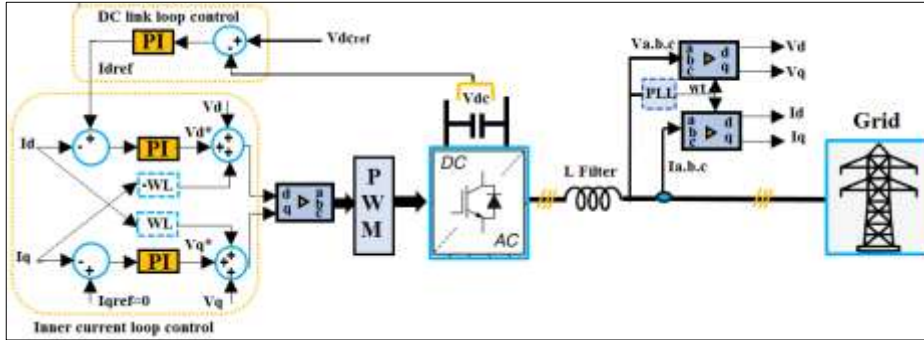 DC link loop control
PI
-
-
Vdcref
Idref
Vdc
Va.b.c
a b c
d q
Vd
Vq
PLL
WL
a b c
d q
Id
Iq
Ia.b.c
Grid
Vd
Id
-
+
PI
Vd*
+
+
+
-WL
WL
d q
a b c
PWM
DC
AC
L Filter
Iq
-
+
PI
Vq*
+
+
+
Iqref=0
Vq
Inner current loop control